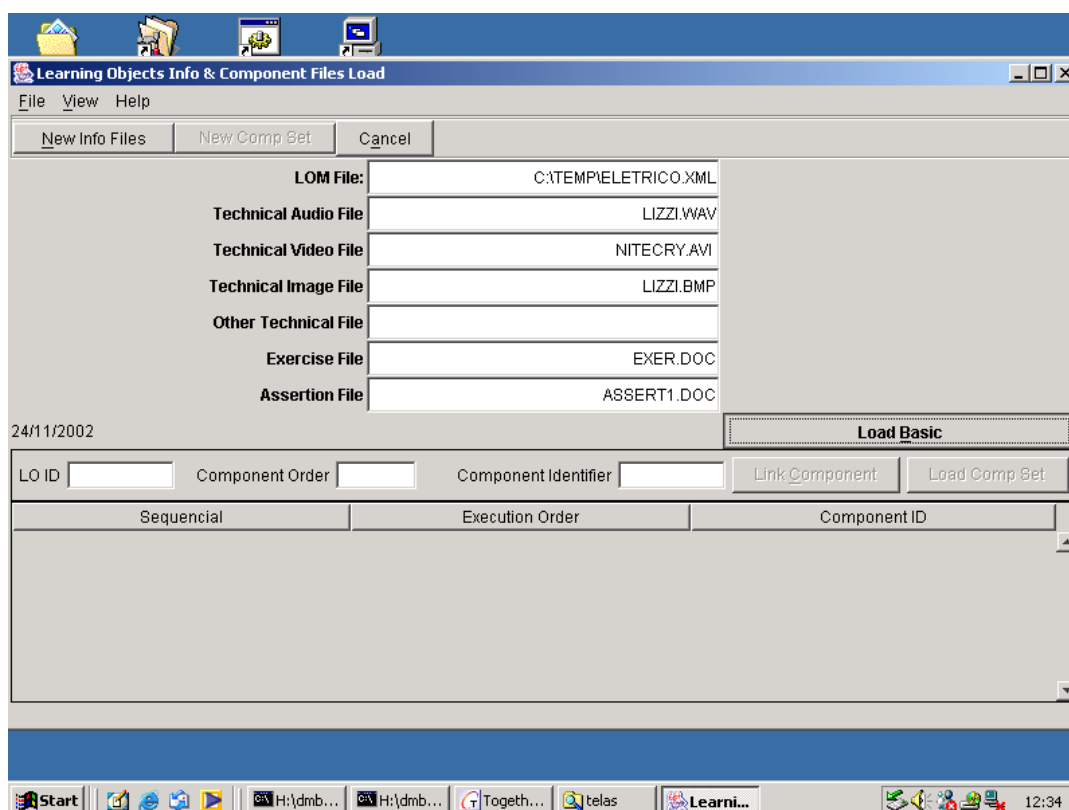 Learning Objects Info & Component Files Load
File View Help
New Info Files New Comp Set Cancel
LOM File: C:\TEMP\ELETRICO.XML
Technical Audio File LIZZI.WAV
Technical Video File NITECRY.AVI
Technical Image File LIZZI.BMP
Other Technical File
Exercise File EXER.DOC
Assertion File ASSERT1.DOC
24/11/2002 Load Basic
LO ID Component Order Component Identifier Link Component Load Comp Set
Sequencial Execution Order Component ID
Start H:\dmb... H:\dmb... Togeth... telas Learni... 12:34